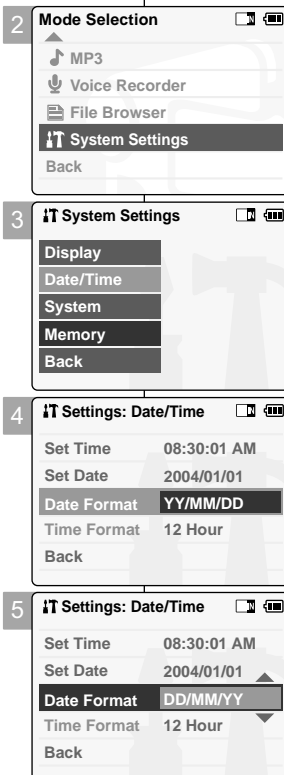 2
Mode Selection
MP3
Voice Recorder
File Browser
System Settings
Back
3
System Settings
Display
Date/Time
System
Memory
Back
4
Settings: Date/Time
Set Time 08:30:01 AM
Set Date 2004/01/01
Date Format YY/MM/DD
Time Format 12 Hour
Back
5
Settings: Date/Time
Set Time 08:30:01 AM
Set Date 2004/01/01
Date Format DD/MM/YY
Time Format 12 Hour
Back